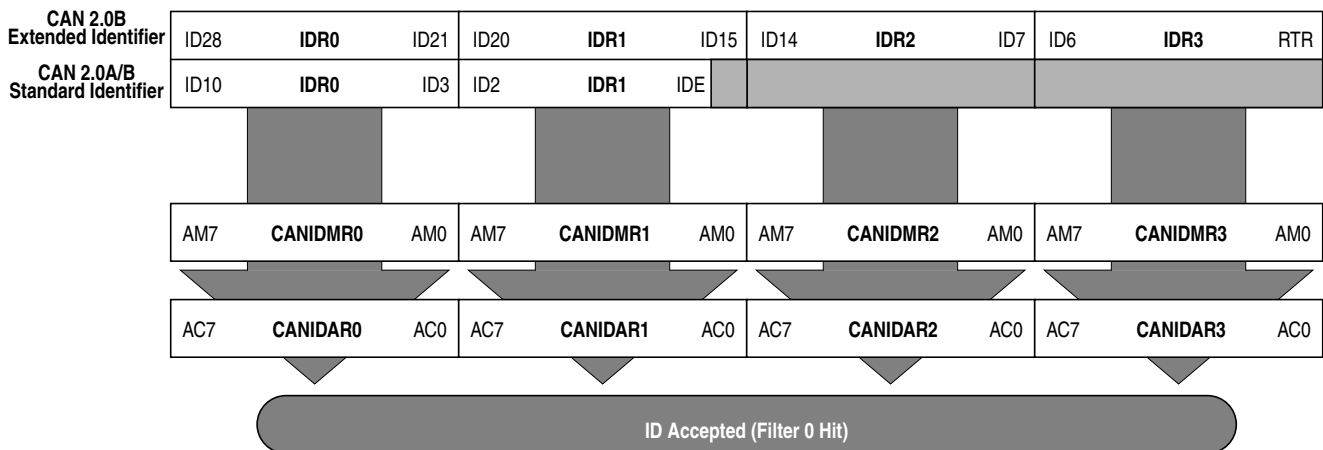 CAN 2.0B
Extended Identifier
ID28 IDR0 ID21 ID20 IDR1 ID15 ID14 IDR2 ID7 ID6 IDR3 RTR
CAN 2.0A/B
Standard Identifier
ID10 IDR0 ID3 ID2 IDR1 IDE
AM7 CANIDMR0 AM0 AM7 CANIDMR1 AM0 AM7 CANIDMR2 AM0 AM7 CANIDMR3 AM0
AC7 CANIDAR0 AC0 AC7 CANIDAR1 AC0 AC7 CANIDAR2 AC0 AC7 CANIDAR3 AC0
ID Accepted (Filter 0 Hit)